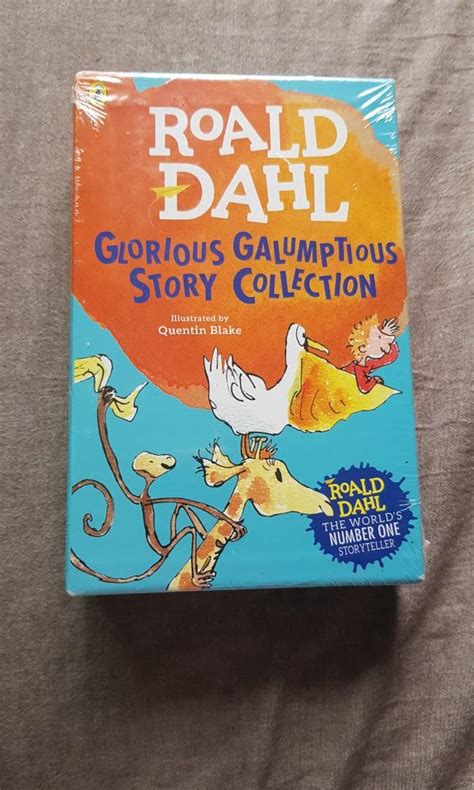 ROALD
DAHL
GLORIOUS GALUMPTIOUS
STORY COLLECTION
Illustrated by
Quentin Blake
ROALD
DAHL
THE WORLD'S
NUMBER ONE
STORYTELLER